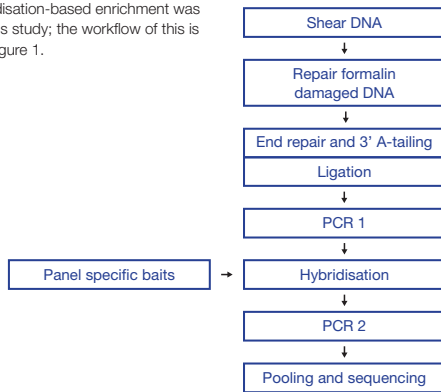 disation-based enrichment was
s study; the workflow of this is
gure 1.
Shear DNA
Repair formalin
damaged DNA
End repair and 3' A-tailing
Ligation
PCR 1
Panel specific baits
Hybridisation
PCR 2
Pooling and sequencing